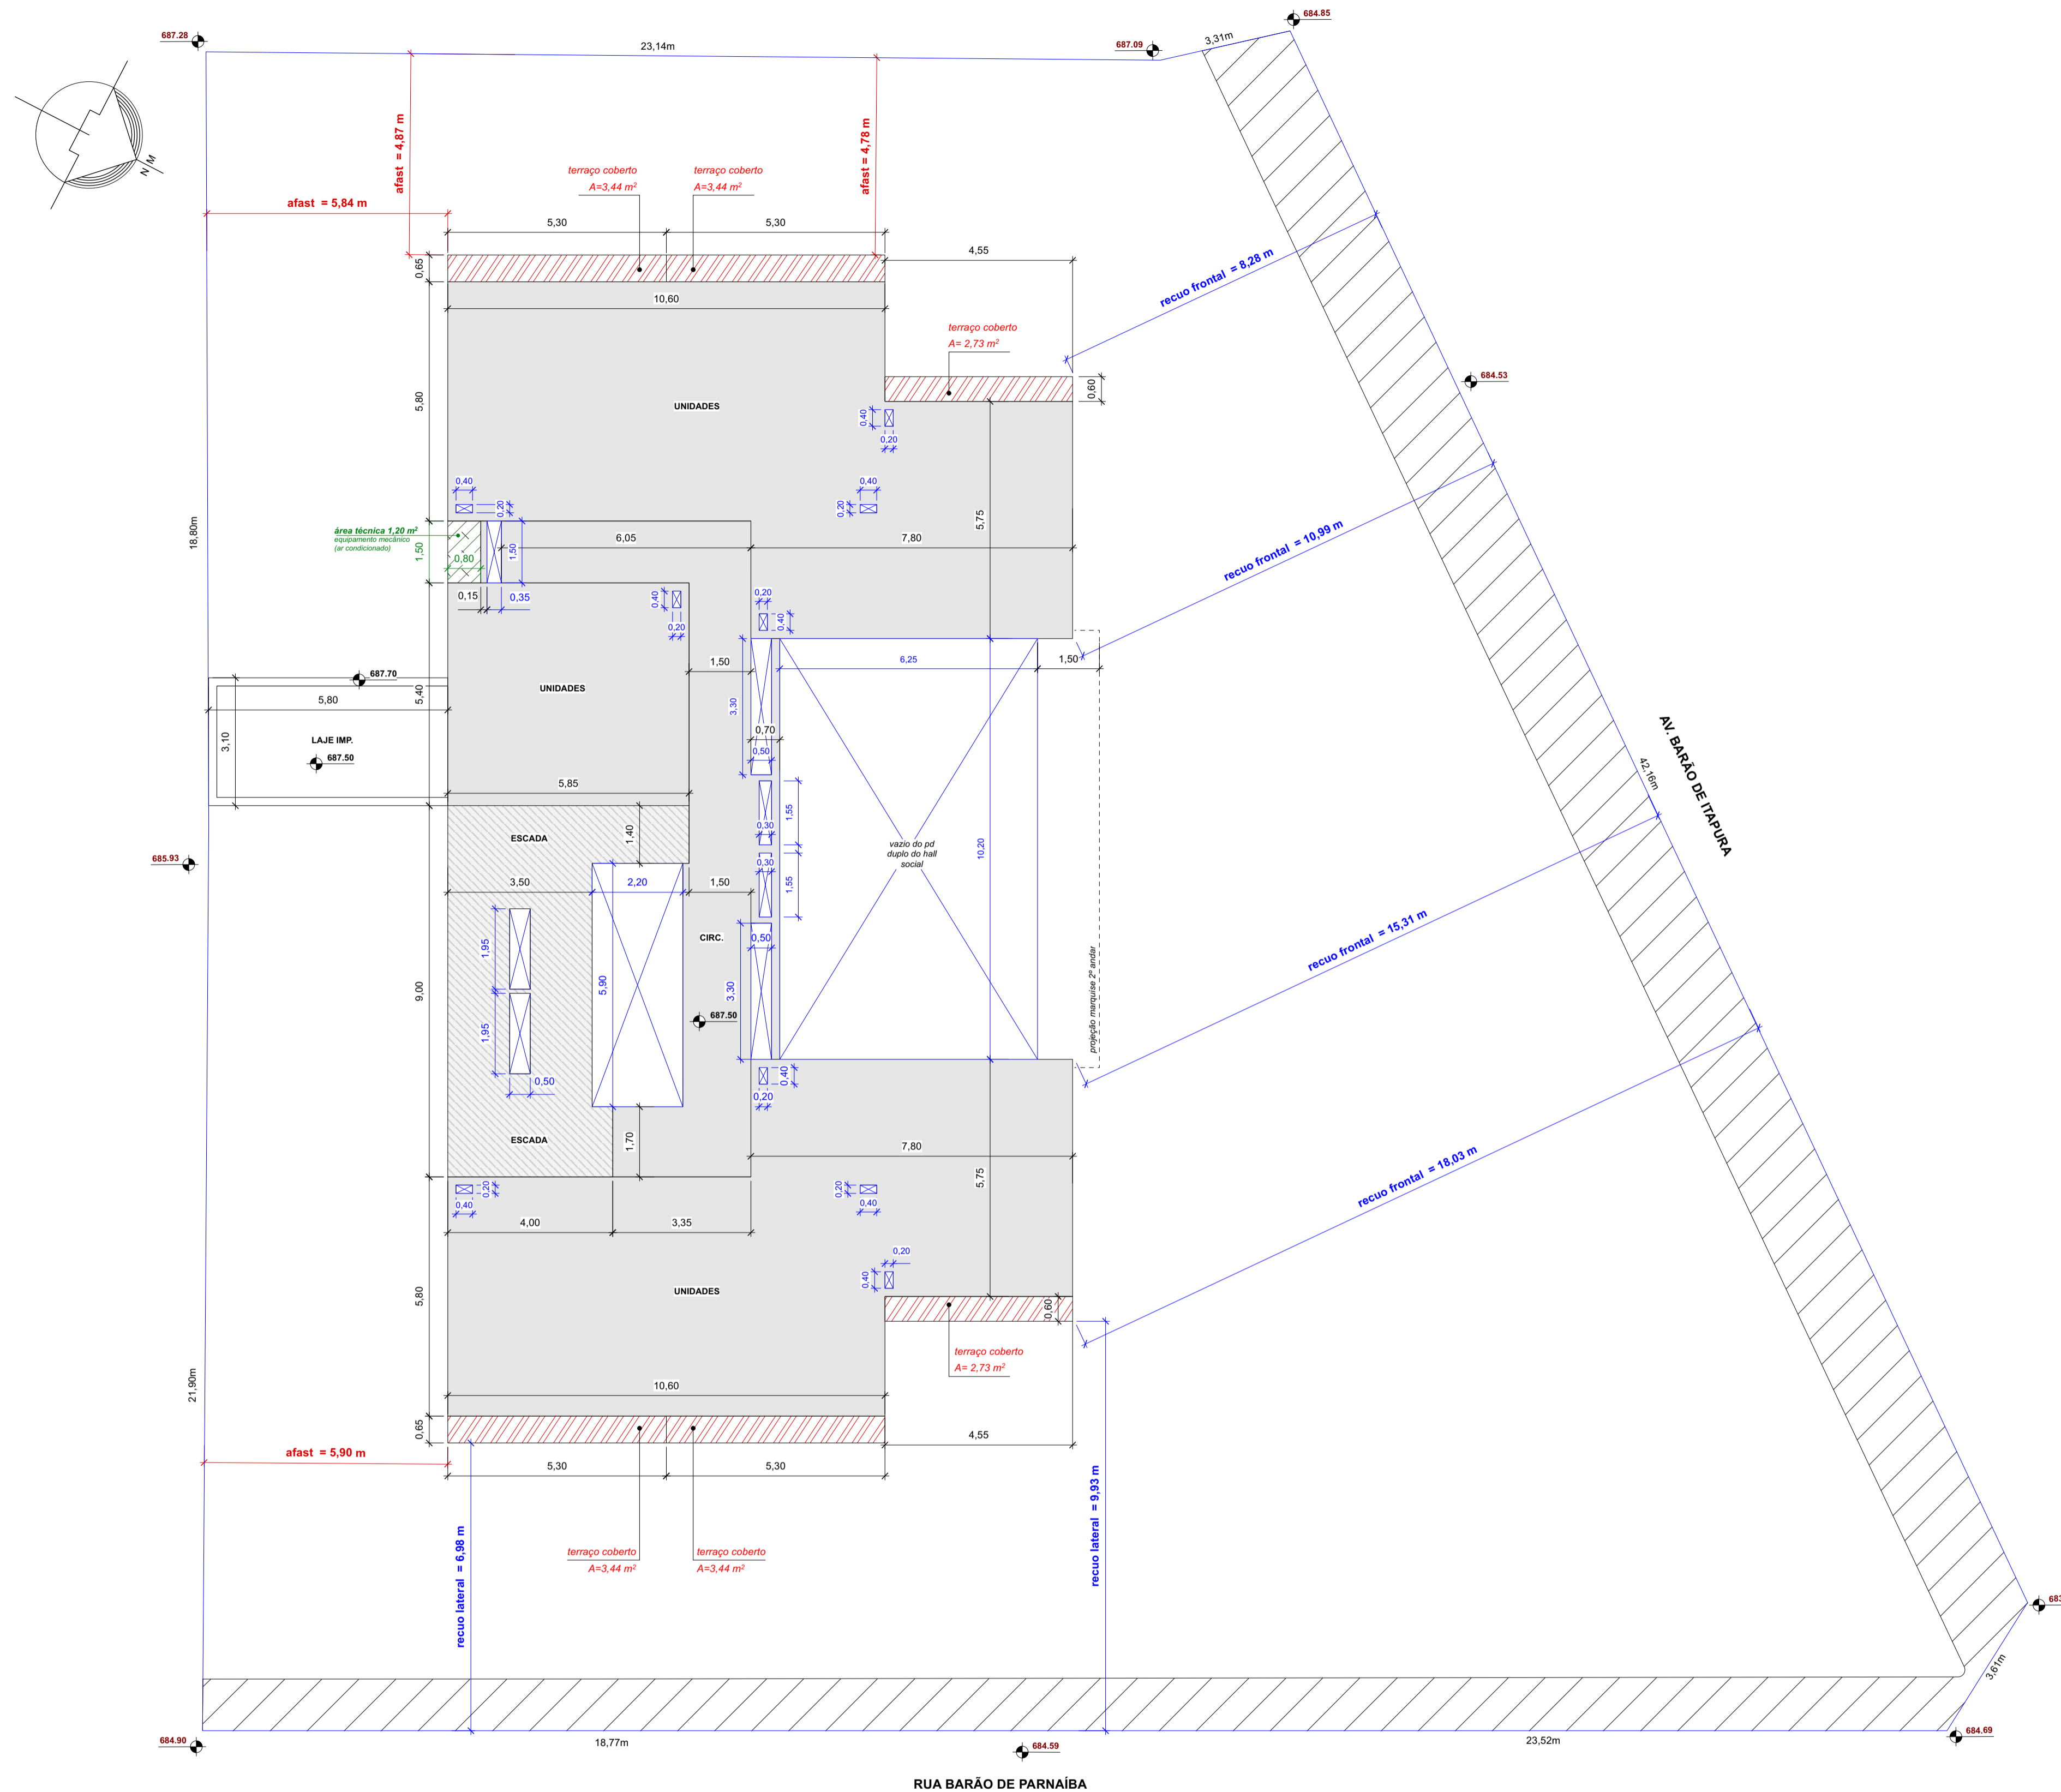 684.85
687.28
23,14m
687.09
3,31m
N M
afast = 4,87 m
afast = 4,78 m
terraço coberto
A=3,44 m²
terraço coberto
A=3,44 m²
afast = 5,84 m
5,30
5,30
4,55
recuo frontal = 8,28 m
0,65
10,60
terraço coberto
A= 2,73 m²
0,60
684.53
5,80
UNIDADES
0,40
0,20
0,40
0,20
0,40
0,20
18,80m
área técnica 1,20 m²
equipamento mecânico
(ar condicionado)
1,50
0,80
1,50
6,05
7,80
5,75
recuo frontal = 10,99 m
0,15
0,35
0,40
0,20
0,20
0,40
1,50
6,25
1,50
687.70
5,80
5,40
UNIDADES
3,30
0,70
0,50
3,10
LAJE IMP.
687.50
5,85
AV. BARÃO DE ITAPURA
42,16m
1,55
0,30
ESCADA
1,40
vazio do pd
duplo do hall
social
10,20
685.93
0,30
1,55
3,50
2,20
1,50
recuo frontal = 15,31 m
CIRC.
0,50
1,95
9,00
5,90
3,30
projeção marquise 2º andar
687.50
1,95
0,50
0,40
0,20
ESCADA
1,70
7,80
5,75
recuo frontal = 18,03 m
0,20
0,40
0,20
0,40
4,00
3,35
0,20
0,40
5,80
UNIDADES
0,60
terraço coberto
A= 2,73 m²
21,90m
10,60
0,65
4,55
afast = 5,90 m
5,30
5,30
recuo lateral = 9,93 m
recuo lateral = 6,98 m
terraço coberto
A=3,44 m²
terraço coberto
A=3,44 m²
3,61m
684.90
18,77m
684.59
23,52m
684.69
RUA BARÃO DE PARNAÍBA